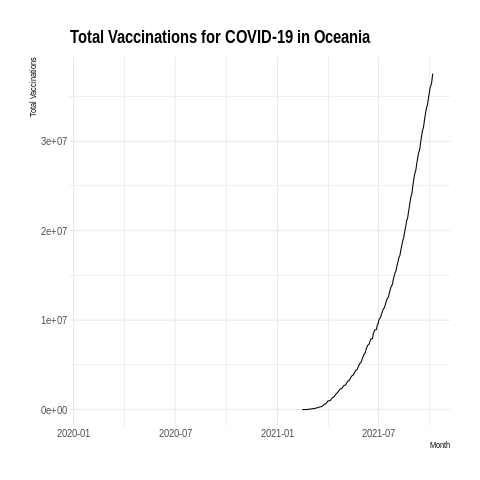 Total Vaccinations for COVID-19 in Oceania
Total Vaccinations
3e+07
2e+07
1e+07
0e+00
2020-01 2020-07 2021-01 2021-07
Month